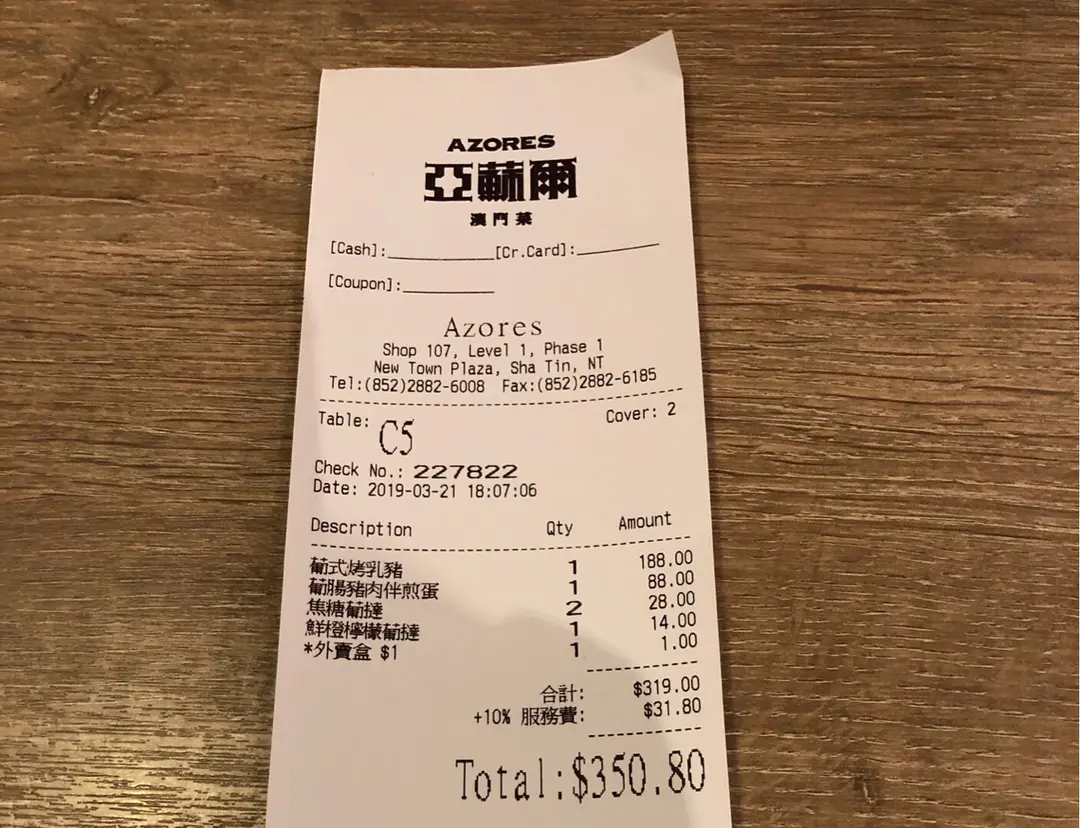 AZORES
亞蘇爾
澳門菜
[Cash]:____________[Cr.Card]:_________
[Coupon]:__________
Azores
Shop 107, Level 1, Phase 1
New Town Plaza, Sha Tin, NT
Tel:(852)2882-6008 Fax:(852)2882-6185
Table: C5 Cover: 2
Check No.: 227822
Date: 2019-03-21 18:07:06
Description Qty Amount
葡式烤乳豬 1 188.00
葡腸豬肉伴煎蛋 1 88.00
焦糖葡撻 2 28.00
鮮橙檸檬葡撻 1 14.00
*外賣盒 $1 1 1.00
合計: $319.00
+10% 服務費: $31.80
Total:$350.80